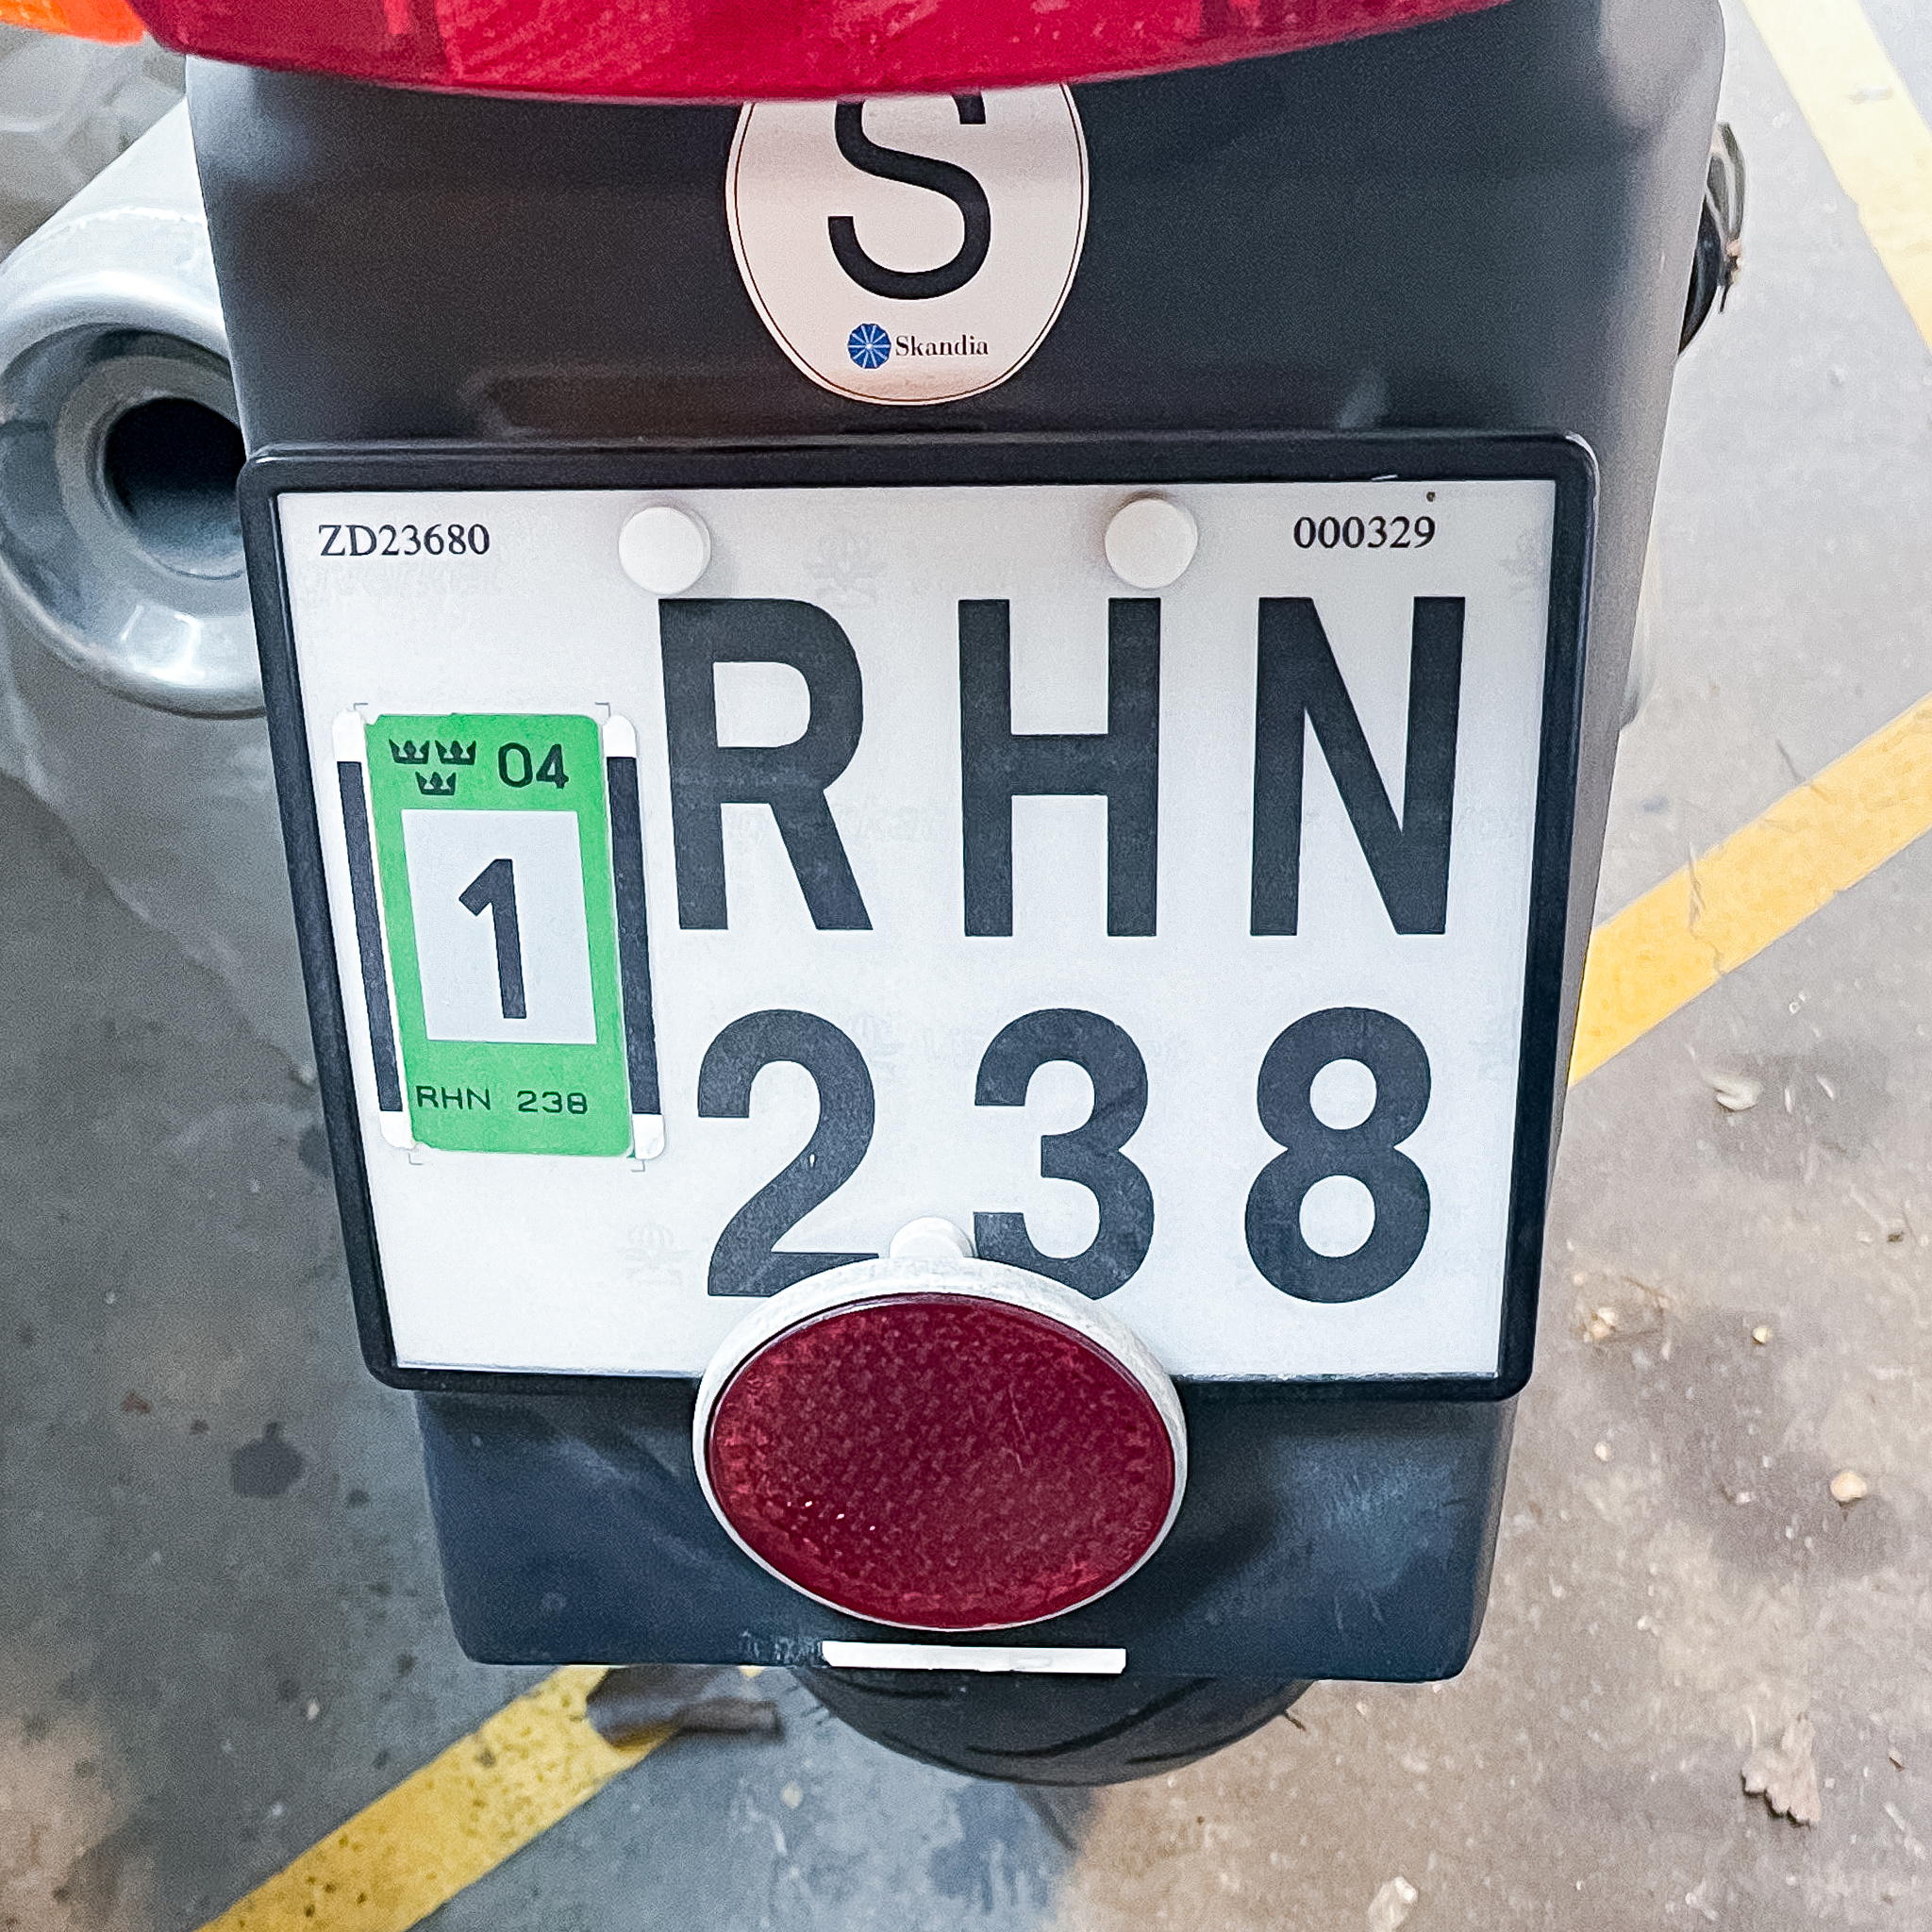 S
Skandia
ZD23680
000329
RHN
04
1
RHN 238
238